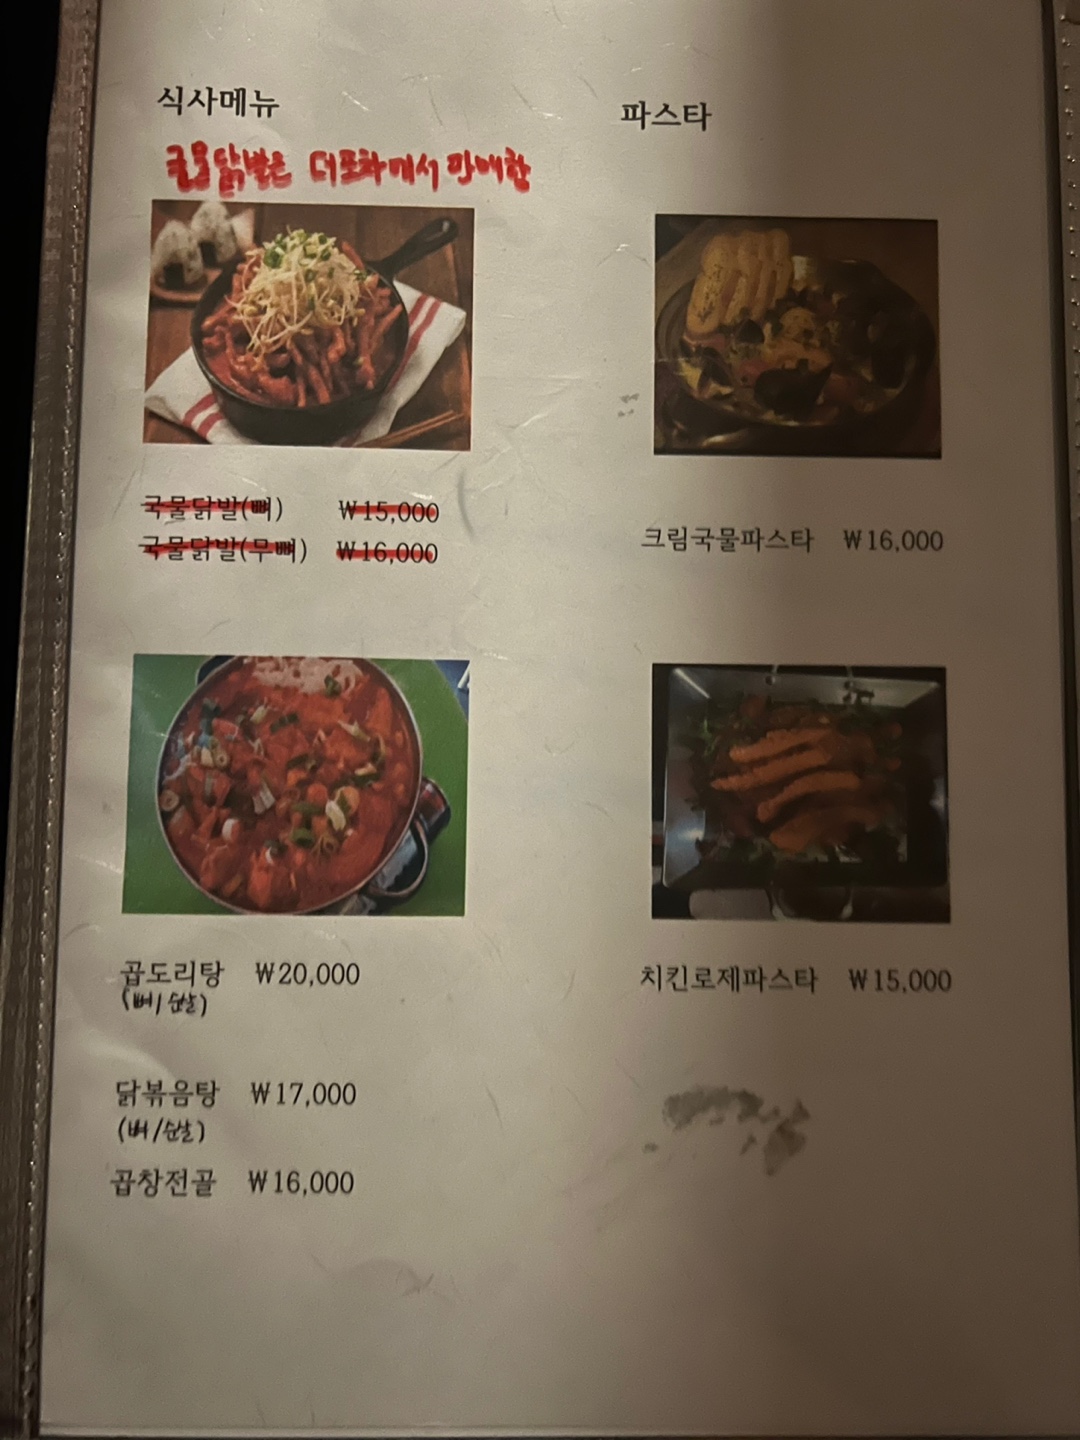 식사메뉴
국물닭발은 더포차에서 판매함
국물닭발(뼈) ₩15,000
국물닭발(무뼈) ₩16,000
곱도리탕 ₩20,000
(뼈/순살)
닭볶음탕 ₩17,000
(뼈/순살)
곱창전골 ₩16,000
파스타
크림국물파스타 ₩16,000
치킨로제파스타 ₩15,000